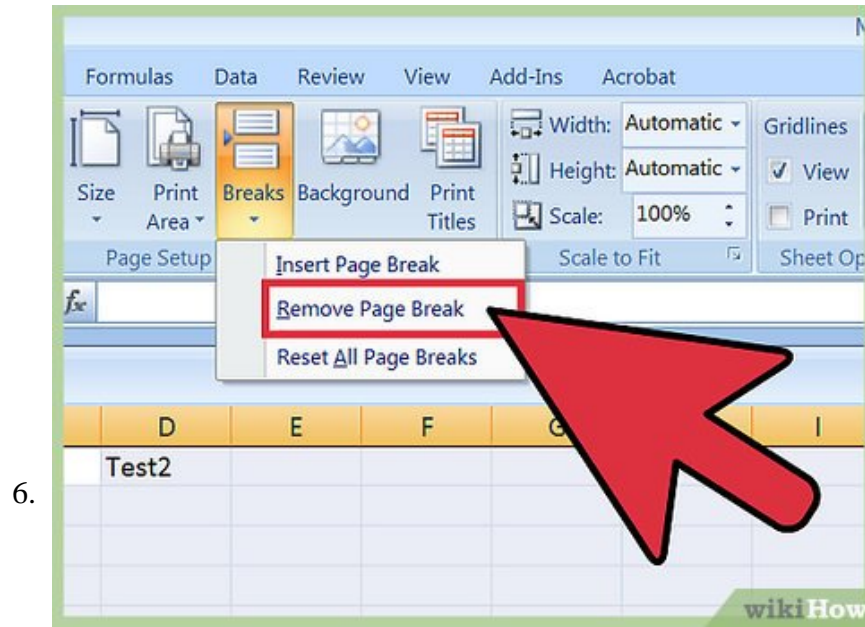 Formulas Data Review View Add-Ins Acrobat
Width: Automatic Gridlines
Height: Automatic View
Size Print Breaks Background Print Scale: 100% Print
Area Titles
Page Setup Scale to Fit Sheet Op
Insert Page Break
Remove Page Break
fx
Reset All Page Breaks
D E F G I
Test2
6.
wikiHow